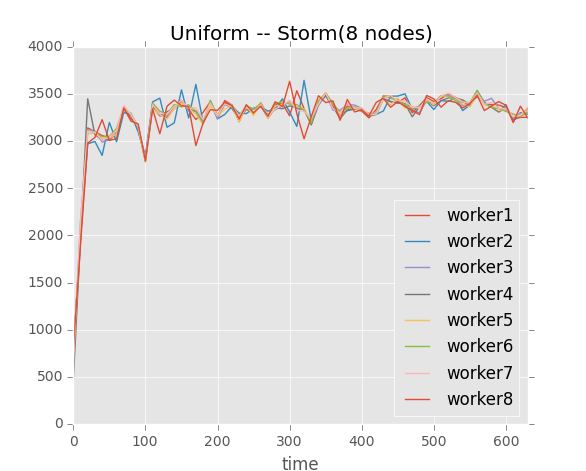 Uniform -- Storm(8 nodes)
4000
3500
3000
2500
2000
1500
1000
500
0
worker1
worker2
worker3
worker4
worker5
worker6
worker7
worker8
0 100 200 300 400 500 600
time